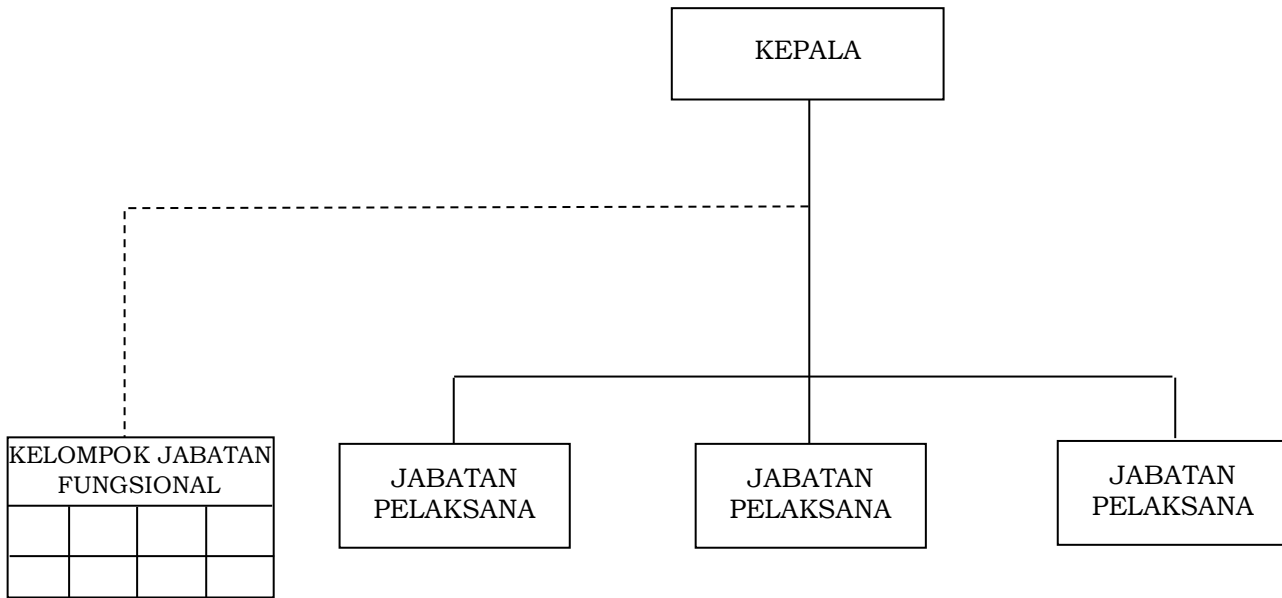 KEPALA
KELOMPOK JABATAN
FUNGSIONAL
JABATAN
PELAKSANA
JABATAN
PELAKSANA
JABATAN
PELAKSANA